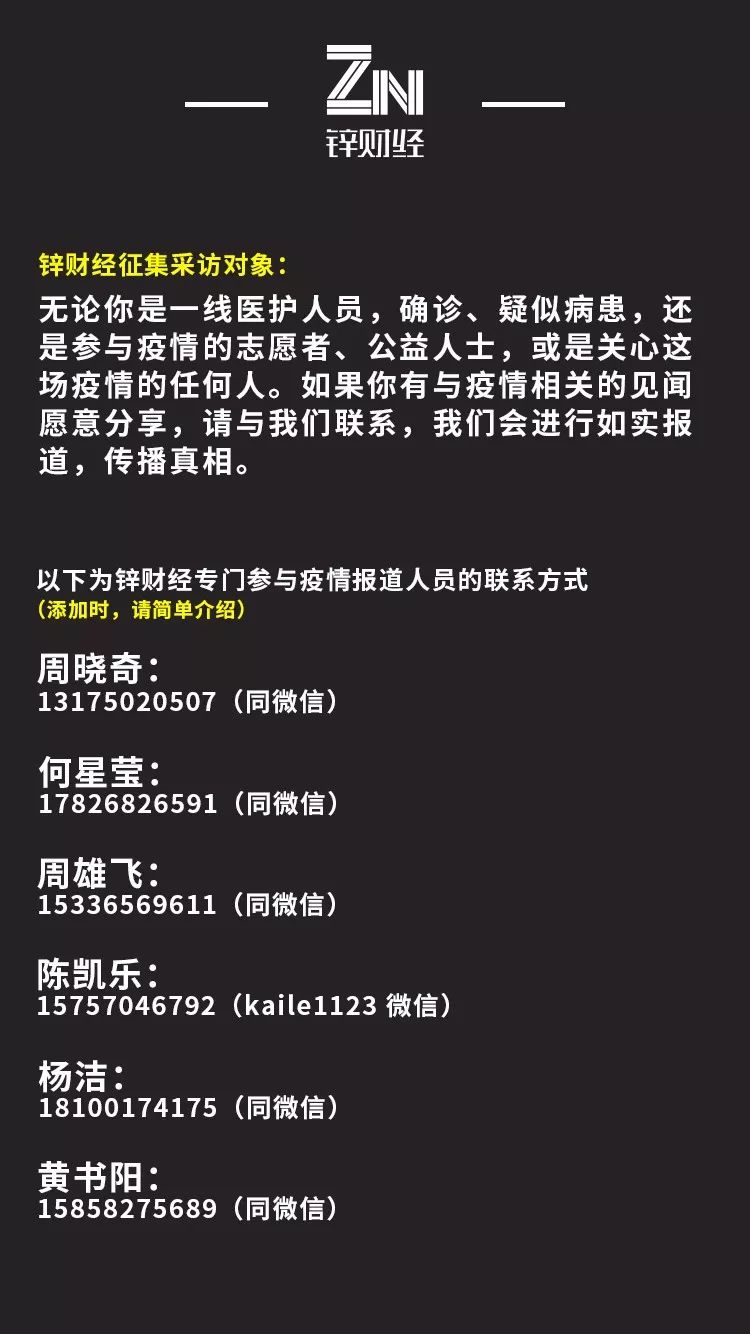 ZN
锌财经
锌财经征集采访对象：
无论你是一线医护人员，确诊、疑似病患，还
是参与疫情的志愿者、公益人士，或是关心这
场疫情的任何人。如果你有与疫情相关的见闻
愿意分享，请与我们联系，我们会进行如实报
道，传播真相。
以下为锌财经专门参与疫情报道人员的联系方式
（添加时，请简单介绍）
周晓奇：
13175020507（同微信）
何星莹：
17826826591（同微信）
周雄飞：
15336569611（同微信）
陈凯乐：
15757046792（kaile1123 微信）
杨洁：
18100174175（同微信）
黄书阳：
15858275689（同微信）